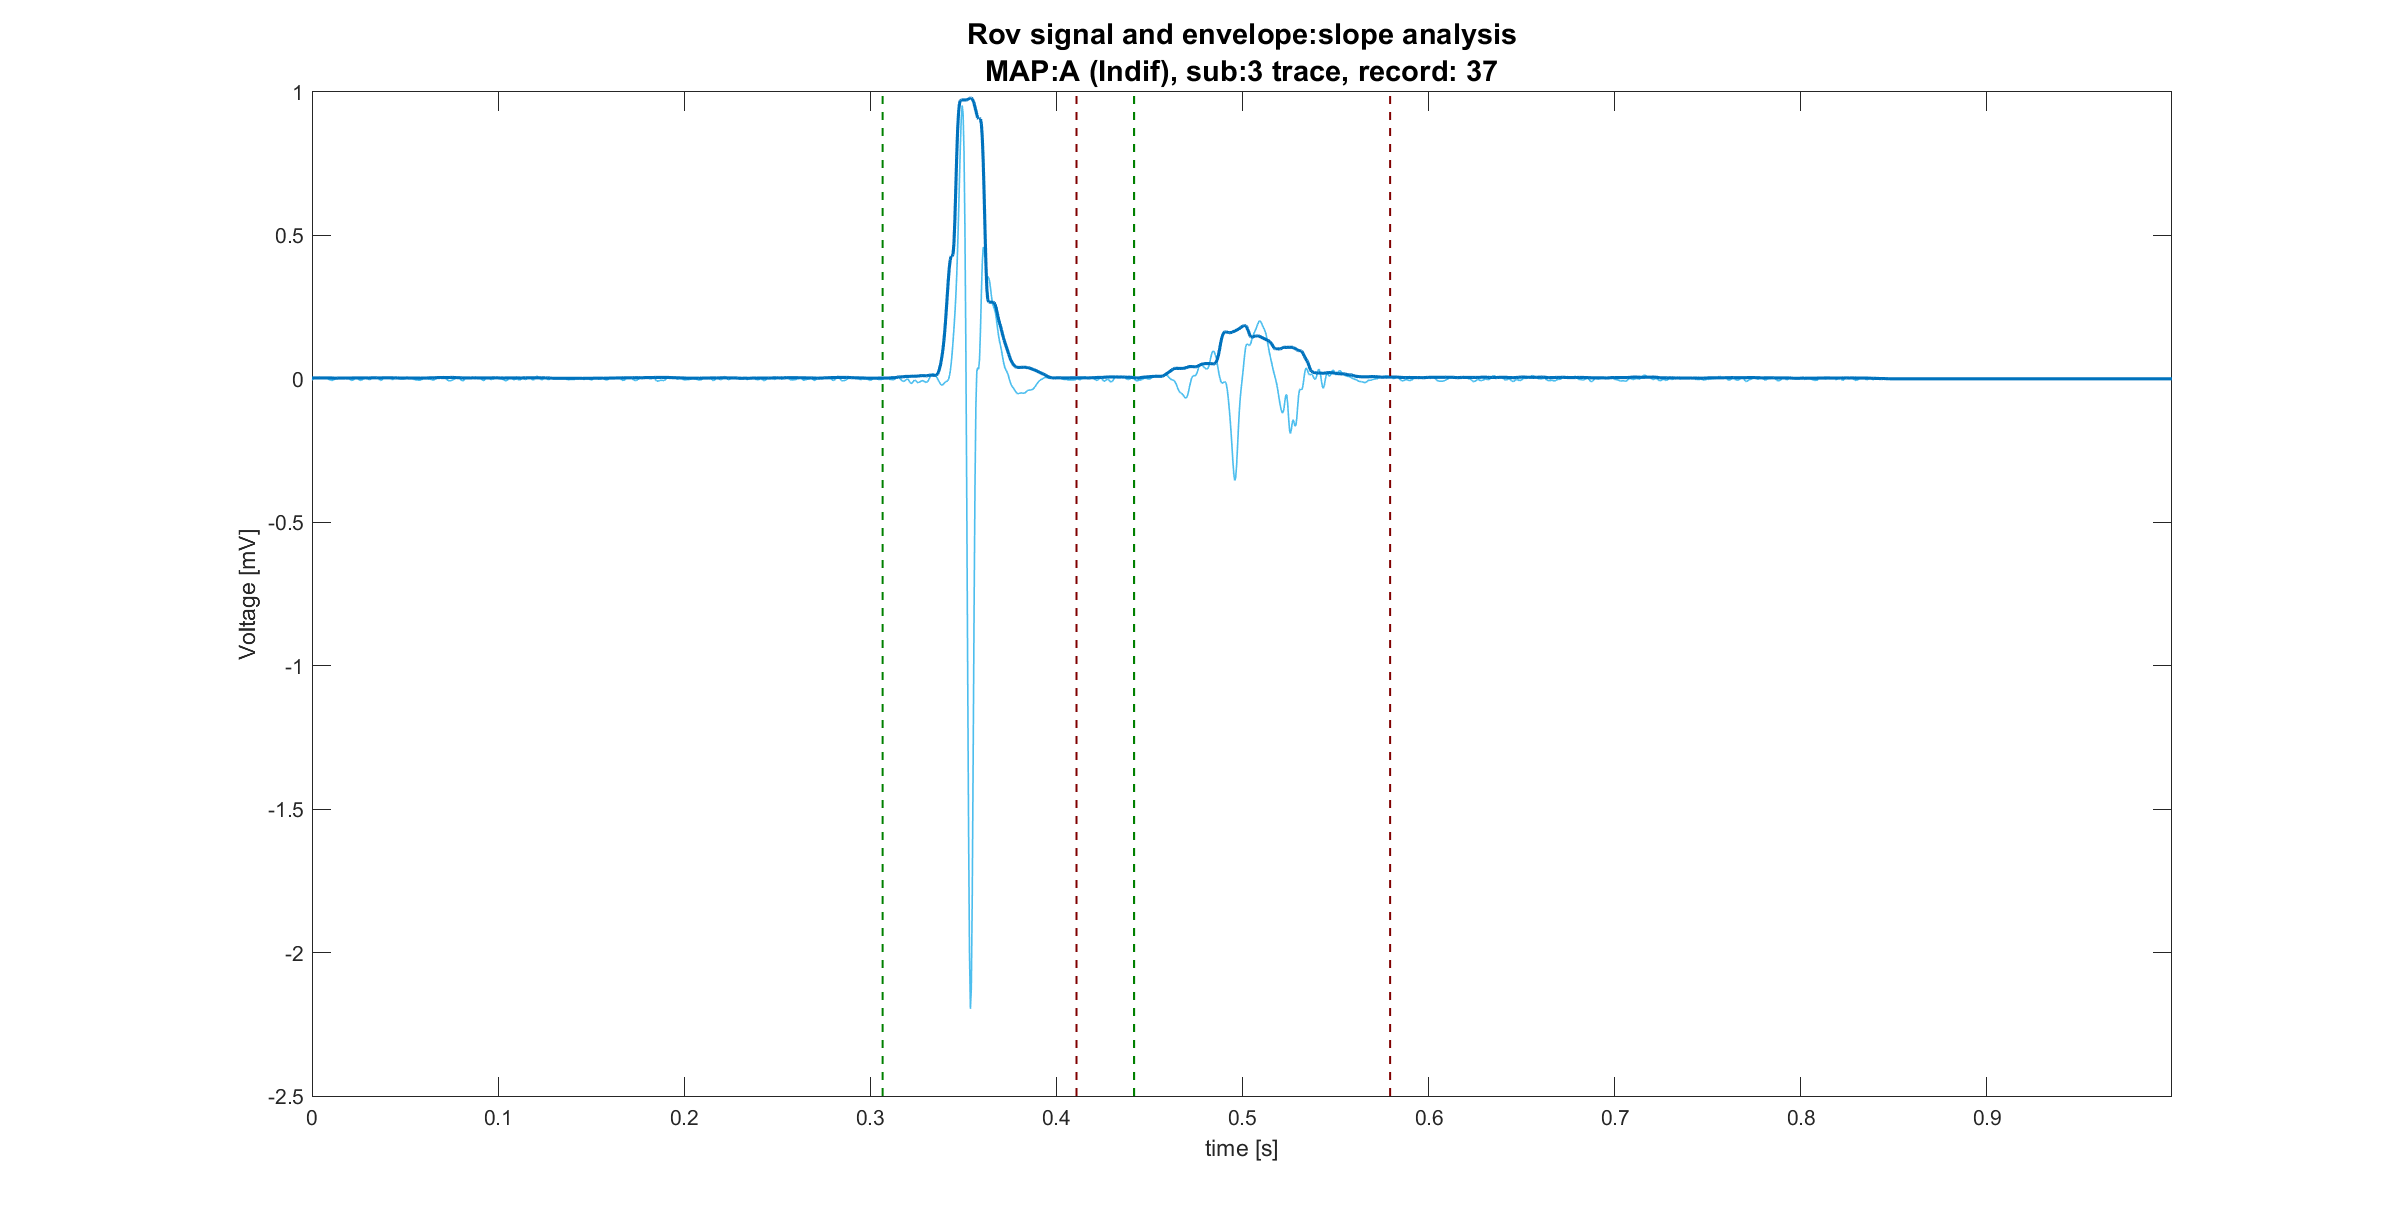 Rov signal and envelope:slope analysis
MAP:A (Indif), sub:3 trace, record: 37
1
0.5
0
-0.5
-1
-1.5
-2
-2.5
Voltage [mV]
0 0.1 0.2 0.3 0.4 0.5 0.6 0.7 0.8 0.9
time [s]